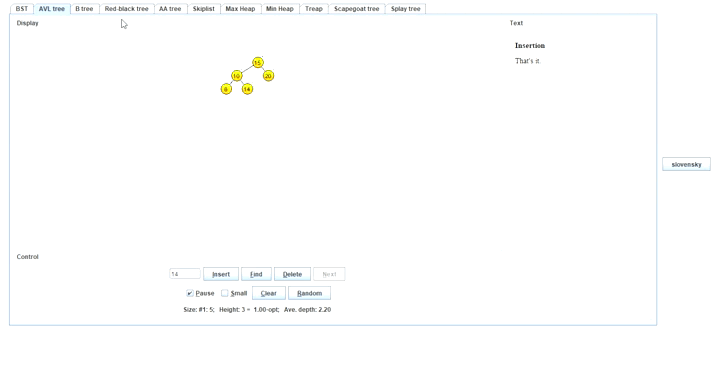 BST AVL tree B tree Red-black tree AA tree Skiplist Max Heap Min Heap Treap Scapegoat tree Splay tree
Display
Text
Insertion
That's it.
15
10 20
8 14
slovensky
Control
14 Insert Find Delete Next
Pause Small Clear Random
Size: #1: 5; Height: 3 = 1.00·opt; Ave. depth: 2.20